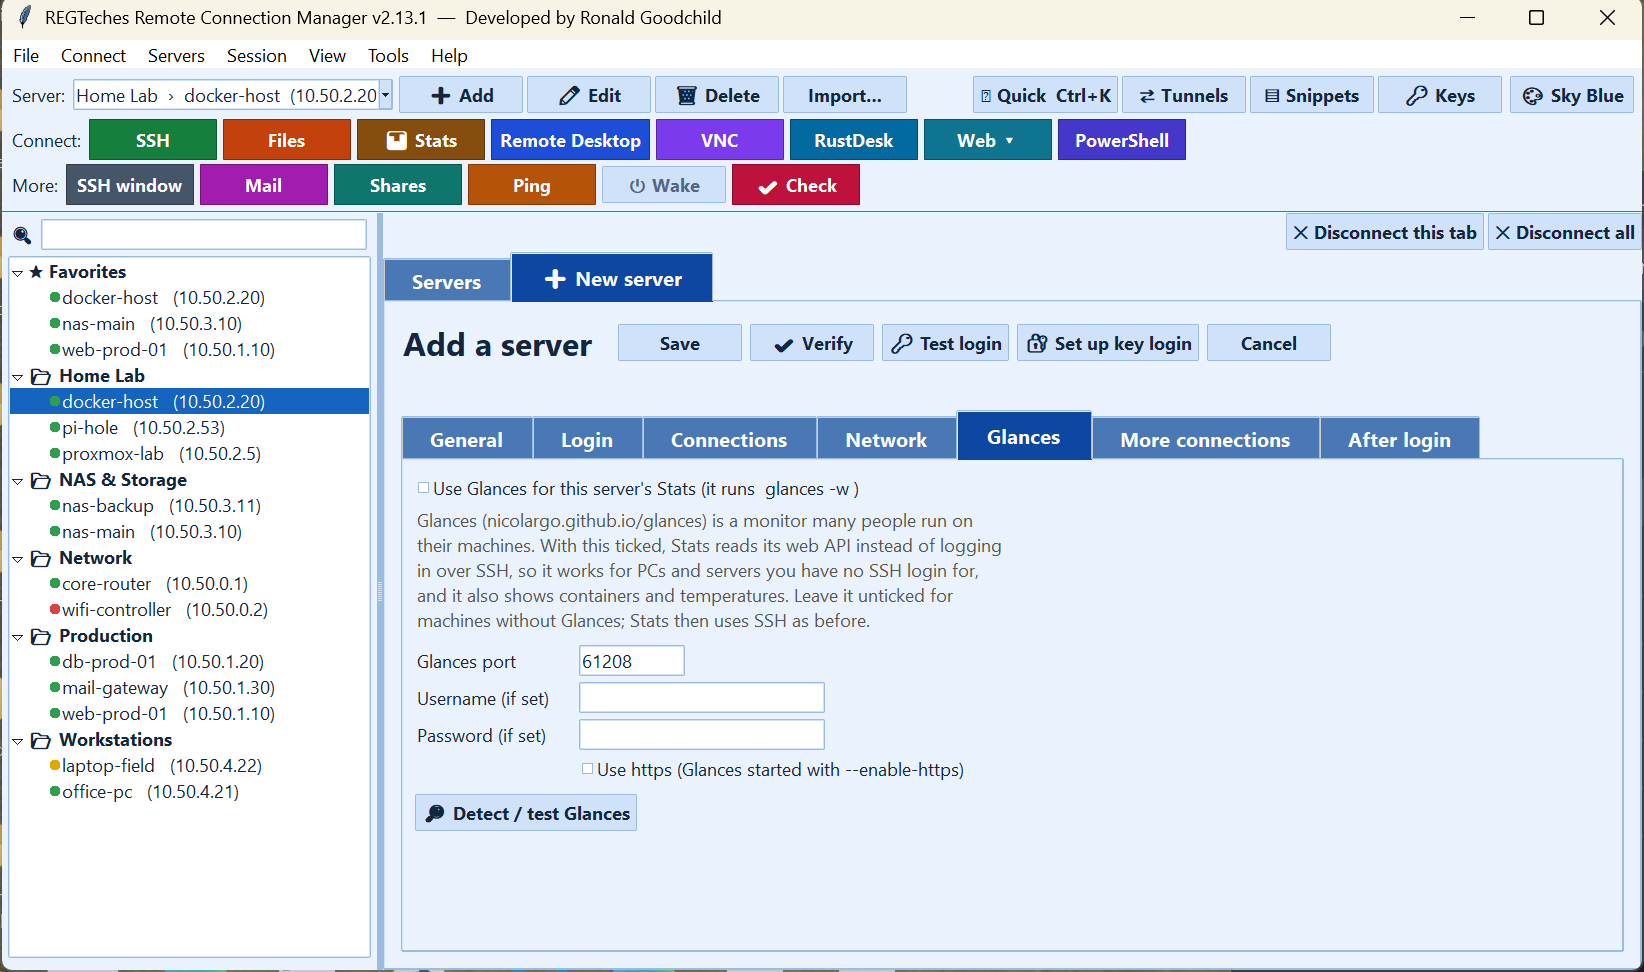 REGTeches Remote Connection Manager v2.13.1 — Developed by Ronald Goodchild
File Connect Servers Session View Tools Help
Server: Home Lab › docker-host (10.50.2.20 Add Edit Delete Import... Quick Ctrl+K Tunnels Snippets Keys Sky Blue
Connect: SSH Files Stats Remote Desktop VNC RustDesk Web PowerShell
More: SSH window Mail Shares Ping Wake Check
Disconnect this tab Disconnect all
★ Favorites
docker-host (10.50.2.20)
nas-main (10.50.3.10)
web-prod-01 (10.50.1.10)
Home Lab
docker-host (10.50.2.20)
pi-hole (10.50.2.53)
proxmox-lab (10.50.2.5)
NAS & Storage
nas-backup (10.50.3.11)
nas-main (10.50.3.10)
Network
core-router (10.50.0.1)
wifi-controller (10.50.0.2)
Production
db-prod-01 (10.50.1.20)
mail-gateway (10.50.1.30)
web-prod-01 (10.50.1.10)
Workstations
laptop-field (10.50.4.22)
office-pc (10.50.4.21)
Servers New server
Add a server Save Verify Test login Set up key login Cancel
General Login Connections Network Glances More connections After login
Use Glances for this server's Stats (it runs glances -w )
Glances (nicolargo.github.io/glances) is a monitor many people run on
their machines. With this ticked, Stats reads its web API instead of logging
in over SSH, so it works for PCs and servers you have no SSH login for,
and it also shows containers and temperatures. Leave it unticked for
machines without Glances; Stats then uses SSH as before.
Glances port 61208
Username (if set)
Password (if set)
Use https (Glances started with --enable-https)
Detect / test Glances